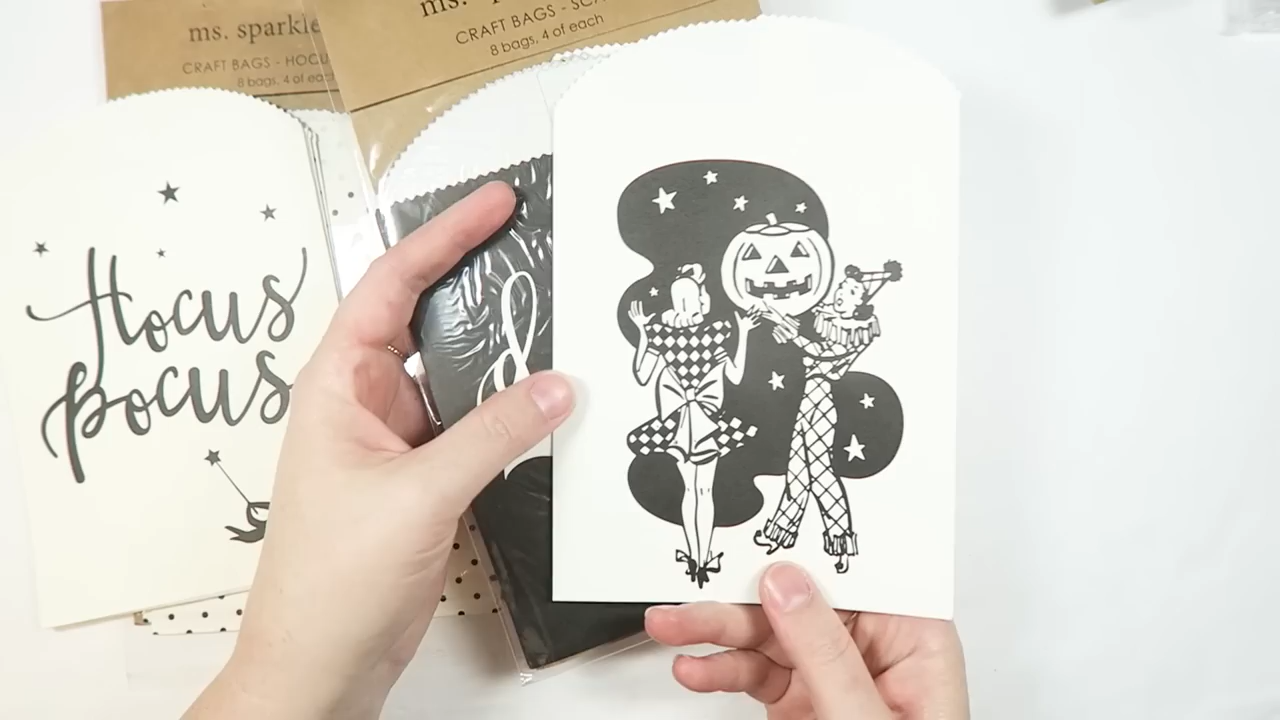 ms. sparkle
CRAFT BAGS - HOCU
8 bags, 4 of each
ms.
CRAFT BAGS - SCA
8 bags, 4 of each
Hocus
pocus
d